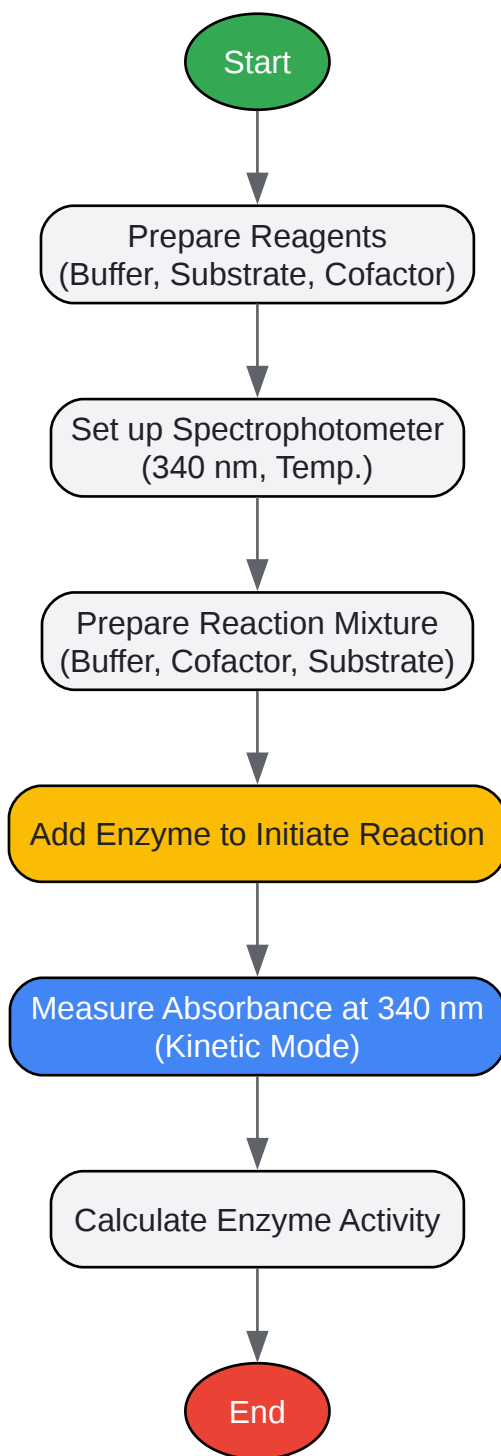 Start
Prepare Reagents
(Buffer, Substrate, Cofactor)
Set up Spectrophotometer
(340 nm, Temp.)
Prepare Reaction Mixture
(Buffer, Cofactor, Substrate)
Add Enzyme to Initiate Reaction
Measure Absorbance at 340 nm
(Kinetic Mode)
Calculate Enzyme Activity
End